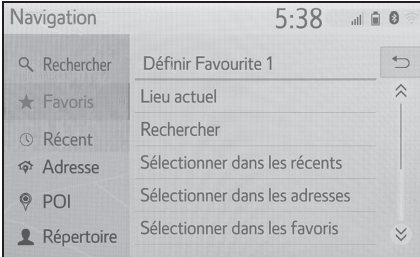 Navigation 5:38
Rechercher
Favoris
Récent
Adresse
POI
Répertoire
Définir Favourite 1
Lieu actuel
Rechercher
Sélectionner dans les récents
Sélectionner dans les adresses
Sélectionner dans les favoris